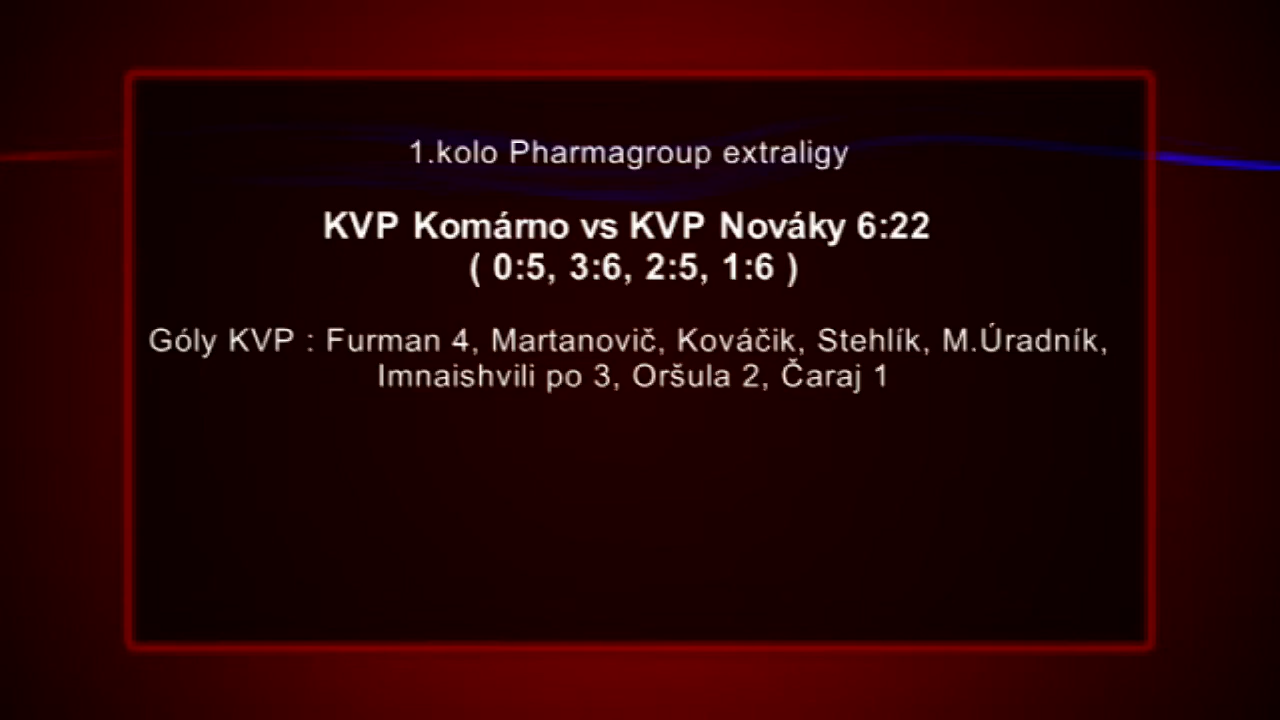 1.kolo Pharmagroup extraligy
KVP Komárno vs KVP Nováky 6:22
( 0:5, 3:6, 2:5, 1:6 )
Góly KVP : Furman 4, Martanovič, Kováčik, Stehlík, M.Úradník,
Imnaishvili po 3, Oršula 2, Čaraj 1